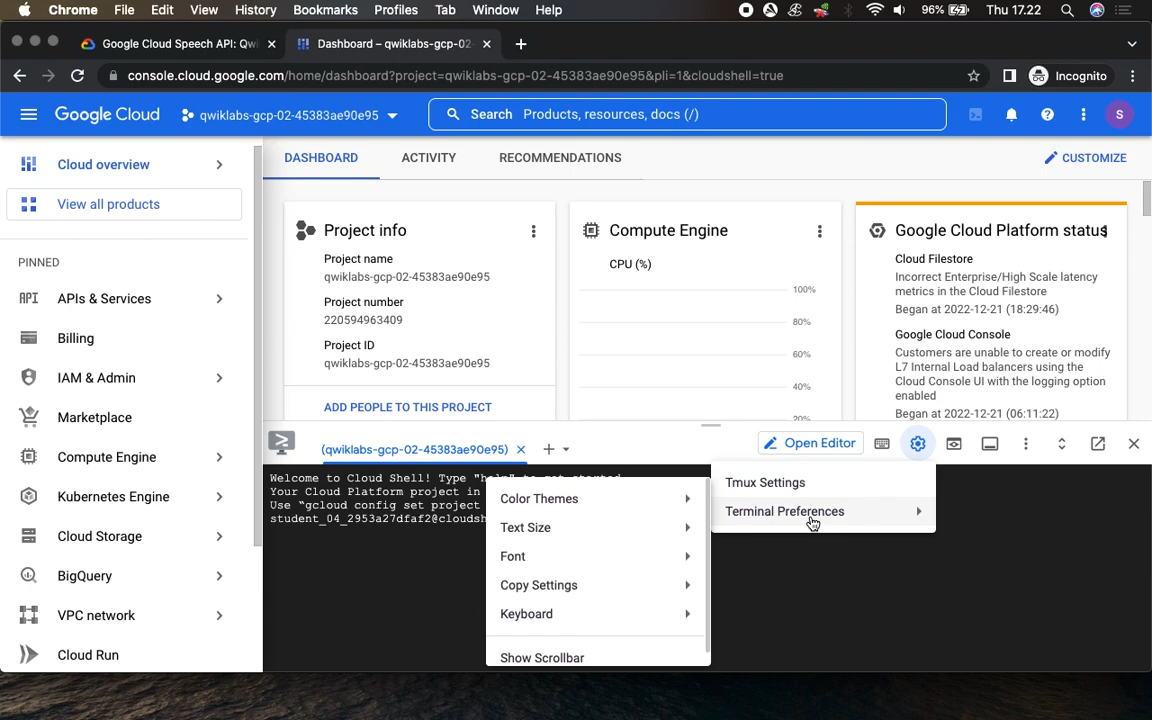 Chrome File Edit View History Bookmarks Profiles Tab Window Help 96% Thu 17.22
Google Cloud Speech API: Qw Dashboard – qwiklabs-gcp-02-
console.cloud.google.com/home/dashboard?project=qwiklabs-gcp-02-45383ae90e95&pli=1&cloudshell=true Incognito
Google Cloud qwiklabs-gcp-02-45383ae90e95 Search Products, resources, docs (/) S
Cloud overview
View all products
PINNED
API APIs & Services
Billing
IAM & Admin
Marketplace
Compute Engine
Kubernetes Engine
Cloud Storage
BigQuery
VPC network
Cloud Run
DASHBOARD ACTIVITY RECOMMENDATIONS CUSTOMIZE
Project info
Project name
qwiklabs-gcp-02-45383ae90e95
Project number
220594963409
Project ID
qwiklabs-gcp-02-45383ae90e95
ADD PEOPLE TO THIS PROJECT
Compute Engine
CPU (%)
100%
80%
60%
40%
20%
Google Cloud Platform status
Cloud Filestore
Incorrect Enterprise/High Scale latency
metrics in the Cloud Filestore
Began at 2022-12-21 (18:29:46)
Google Cloud Console
Customers are unable to create or modify
L7 Internal Load balancers using the
Cloud Console UI with the logging option
enabled
Began at 2022-12-21 (06:11:22)
(qwiklabs-gcp-02-45383ae90e95) Open Editor
Welcome to Cloud Shell! Type "help" to get started.
Your Cloud Platform project in
Use "gcloud config set project
student_04_2953a27dfaf2@cloudsh
Tmux Settings
Terminal Preferences
Color Themes
Text Size
Font
Copy Settings
Keyboard
Show Scrollbar